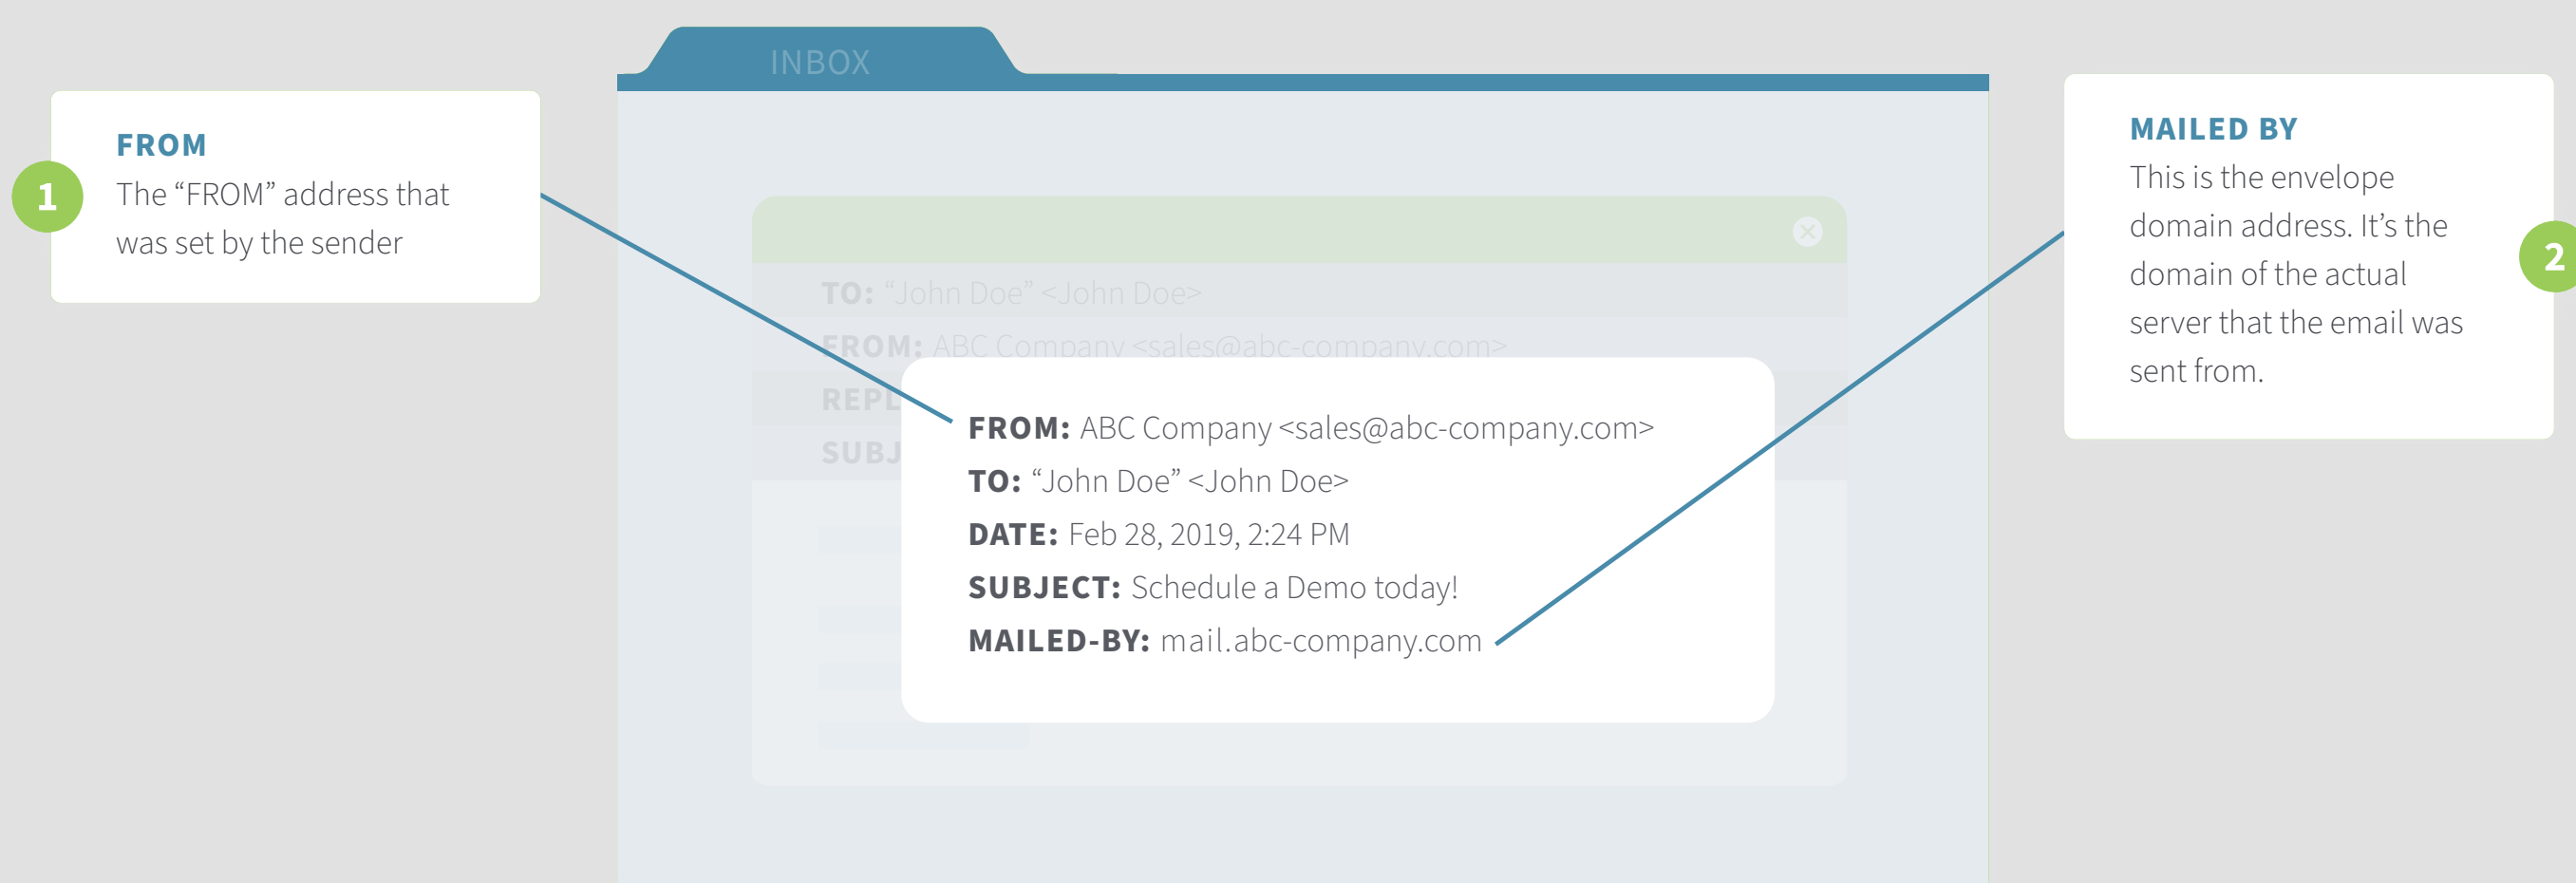 INBOX
1
FROM
The “FROM” address that
was set by the sender
TO: “John Doe” <John Doe>
FROM: ABC Company <sales@abc-company.com>
REPL
SUBJ
FROM: ABC Company <sales@abc-company.com>
TO: “John Doe” <John Doe>
DATE: Feb 28, 2019, 2:24 PM
SUBJECT: Schedule a Demo today!
MAILED-BY: mail.abc-company.com
MAILED BY
This is the envelope
domain address. It’s the
domain of the actual
server that the email was
sent from.
2